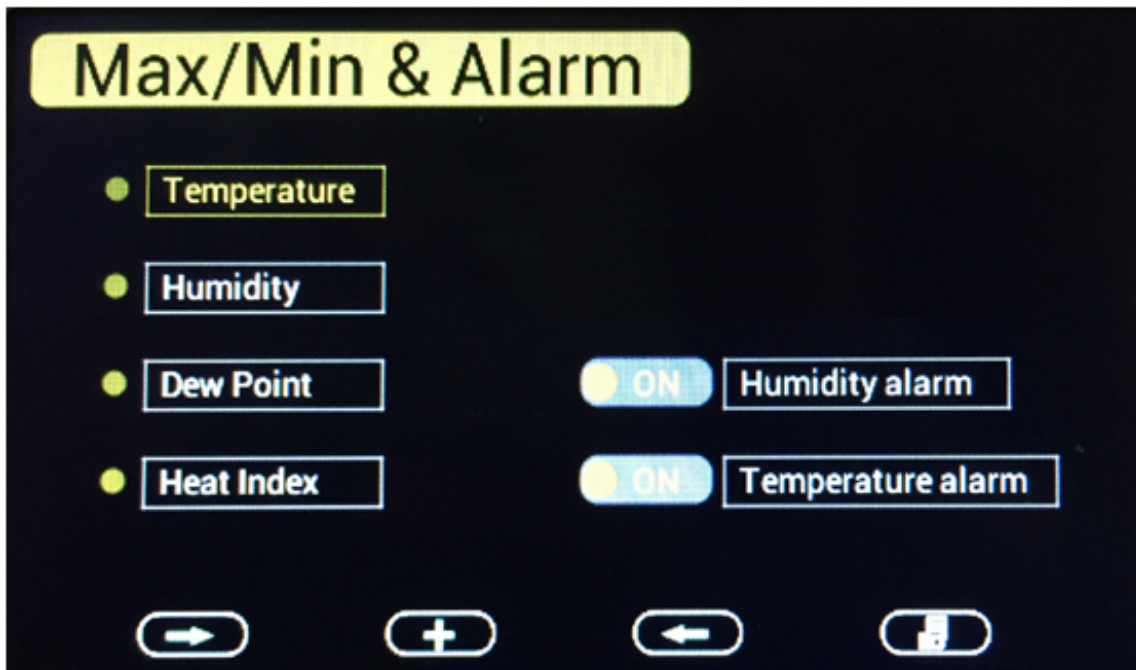 Max/Min & Alarm
Temperature
Humidity
Dew Point
ON Humidity alarm
Heat Index
ON Temperature alarm